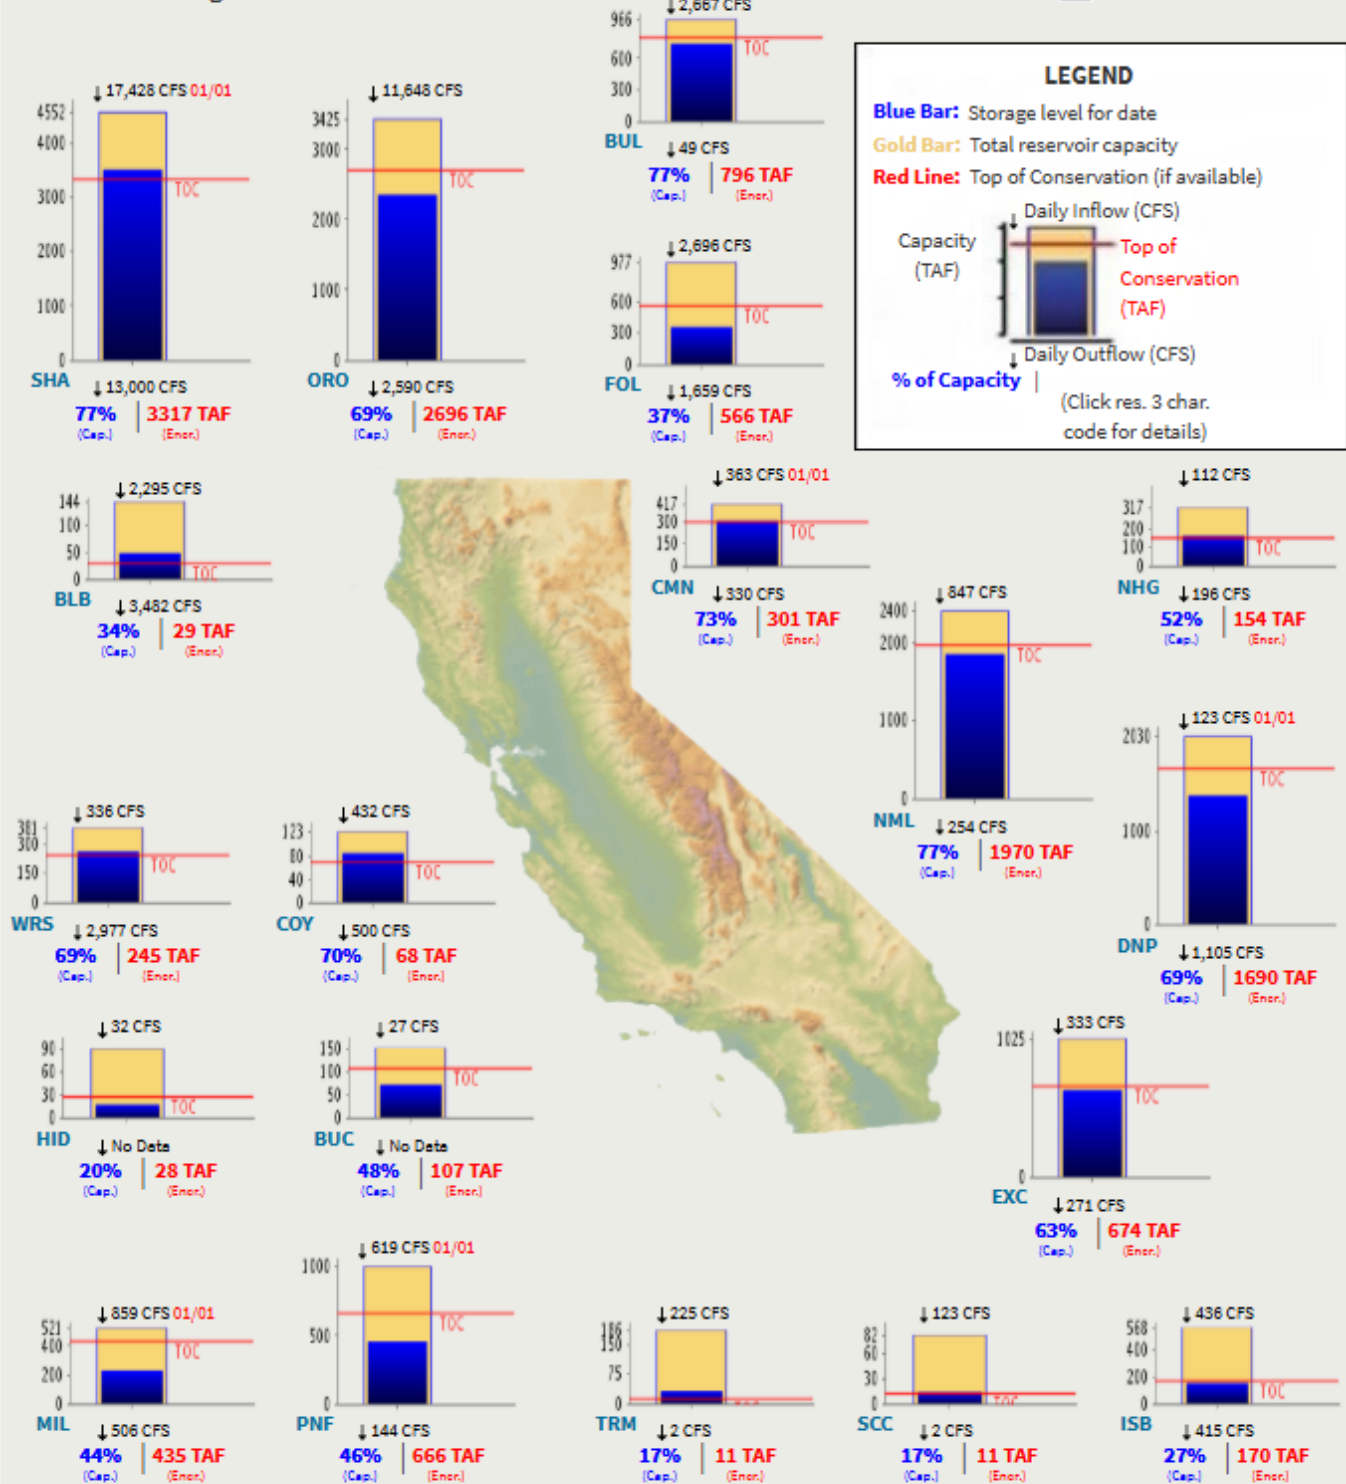 ↓ 2,667 CFS
966
600
300
0
TOC
BUL
↓ 49 CFS
77% | 796 TAF
(Cap.) (Encr.)
LEGEND
Blue Bar: Storage level for date
Gold Bar: Total reservoir capacity
Red Line: Top of Conservation (if available)
↓ Daily Inflow (CFS)
Capacity
(TAF)
Top of
Conservation
(TAF)
↓ Daily Outflow (CFS)
% of Capacity |
(Click res. 3 char.
code for details)
↓ 17,428 CFS 01/01
4552
4000
3000
2000
1000
0
TOC
SHA
↓ 13,000 CFS
77% | 3317 TAF
(Cap.) (Encr.)
↓ 11,648 CFS
3425
3000
2000
1000
0
TOC
ORO
↓ 2,590 CFS
69% | 2696 TAF
(Cap.) (Encr.)
↓ 2,696 CFS
977
600
300
0
TOC
FOL
↓ 1,659 CFS
37% | 566 TAF
(Cap.) (Encr.)
↓ 2,295 CFS
144
100
50
0
TOC
BLB
↓ 3,482 CFS
34% | 29 TAF
(Cap.) (Encr.)
↓ 363 CFS 01/01
417
300
150
0
TOC
CMN
↓ 330 CFS
73% | 301 TAF
(Cap.) (Encr.)
↓ 112 CFS
317
200
100
0
TOC
NHG
↓ 196 CFS
52% | 154 TAF
(Cap.) (Encr.)
↓ 847 CFS
2400
2000
1000
0
TOC
NML
↓ 254 CFS
77% | 1970 TAF
(Cap.) (Encr.)
↓ 123 CFS 01/01
2030
1000
0
TOC
DNP
↓ 1,105 CFS
69% | 1690 TAF
(Cap.) (Encr.)
↓ 336 CFS
381
300
150
0
TOC
WRS
↓ 2,977 CFS
69% | 245 TAF
(Cap.) (Encr.)
↓ 432 CFS
123
80
40
0
TOC
COY
↓ 500 CFS
70% | 68 TAF
(Cap.) (Encr.)
↓ 32 CFS
90
60
30
0
TOC
HID
↓ No Data
20% | 28 TAF
(Cap.) (Encr.)
↓ 27 CFS
150
100
50
0
TOC
BUC
↓ No Data
48% | 107 TAF
(Cap.) (Encr.)
↓ 333 CFS
1025
0
TOC
EXC
↓ 271 CFS
63% | 674 TAF
(Cap.) (Encr.)
↓ 859 CFS 01/01
521
400
200
0
TOC
MIL
↓ 506 CFS
44% | 435 TAF
(Cap.) (Encr.)
↓ 619 CFS 01/01
1000
500
0
TOC
PNF
↓ 144 CFS
46% | 666 TAF
(Cap.) (Encr.)
↓ 225 CFS
186
150
75
0
TOC
TRM
↓ 2 CFS
17% | 11 TAF
(Cap.) (Encr.)
↓ 123 CFS
82
60
30
0
TOC
SCC
↓ 2 CFS
17% | 11 TAF
(Cap.) (Encr.)
↓ 436 CFS
568
400
200
0
TOC
ISB
↓ 415 CFS
27% | 170 TAF
(Cap.) (Encr.)